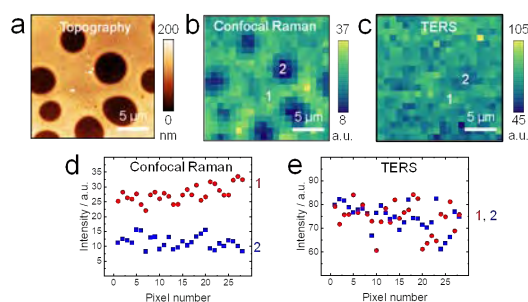 a
Topography
200
0
nm
5 μm
b
Confocal Raman
37
8
a.u.
2
1
5 μm
c
TERS
105
45
a.u.
2
1
5 μm
d
Confocal Raman
Intensity / a.u.
35
30
25
20
15
10
5
0 5 10 15 20 25
Pixel number
1
2
e
TERS
Intensity / a.u.
90
80
70
60
0 5 10 15 20 25
Pixel number
1, 2